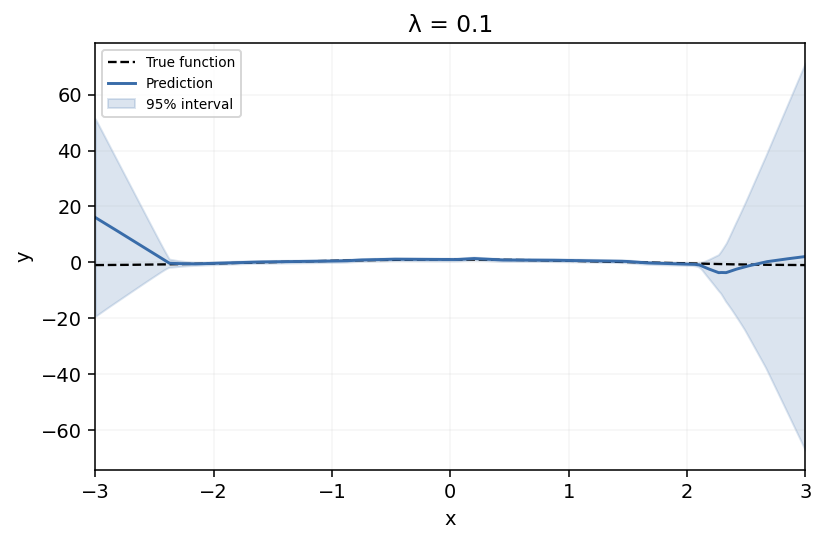 λ = 0.1
True function
Prediction
95% interval
60
40
20
0
−20
−40
−60
y
−3
−2
−1
0
1
2
3
x